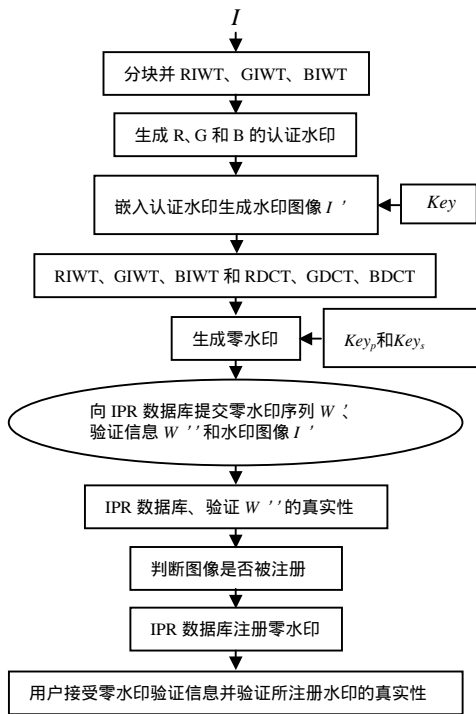 I
分块并 RIWT、GIWT、BIWT
生成 R、G 和 B 的认证水印
嵌入认证水印生成水印图像 I '
Key
RIWT、GIWT、BIWT 和 RDCT、GDCT、BDCT
生成零水印
Keyp和Keys
向 IPR 数据库提交零水印序列 W '、
验证信息 W ' ' 和水印图像 I '
IPR 数据库、验证 W ' ' 的真实性
判断图像是否被注册
IPR 数据库注册零水印
用户接受零水印验证信息并验证所注册水印的真实性